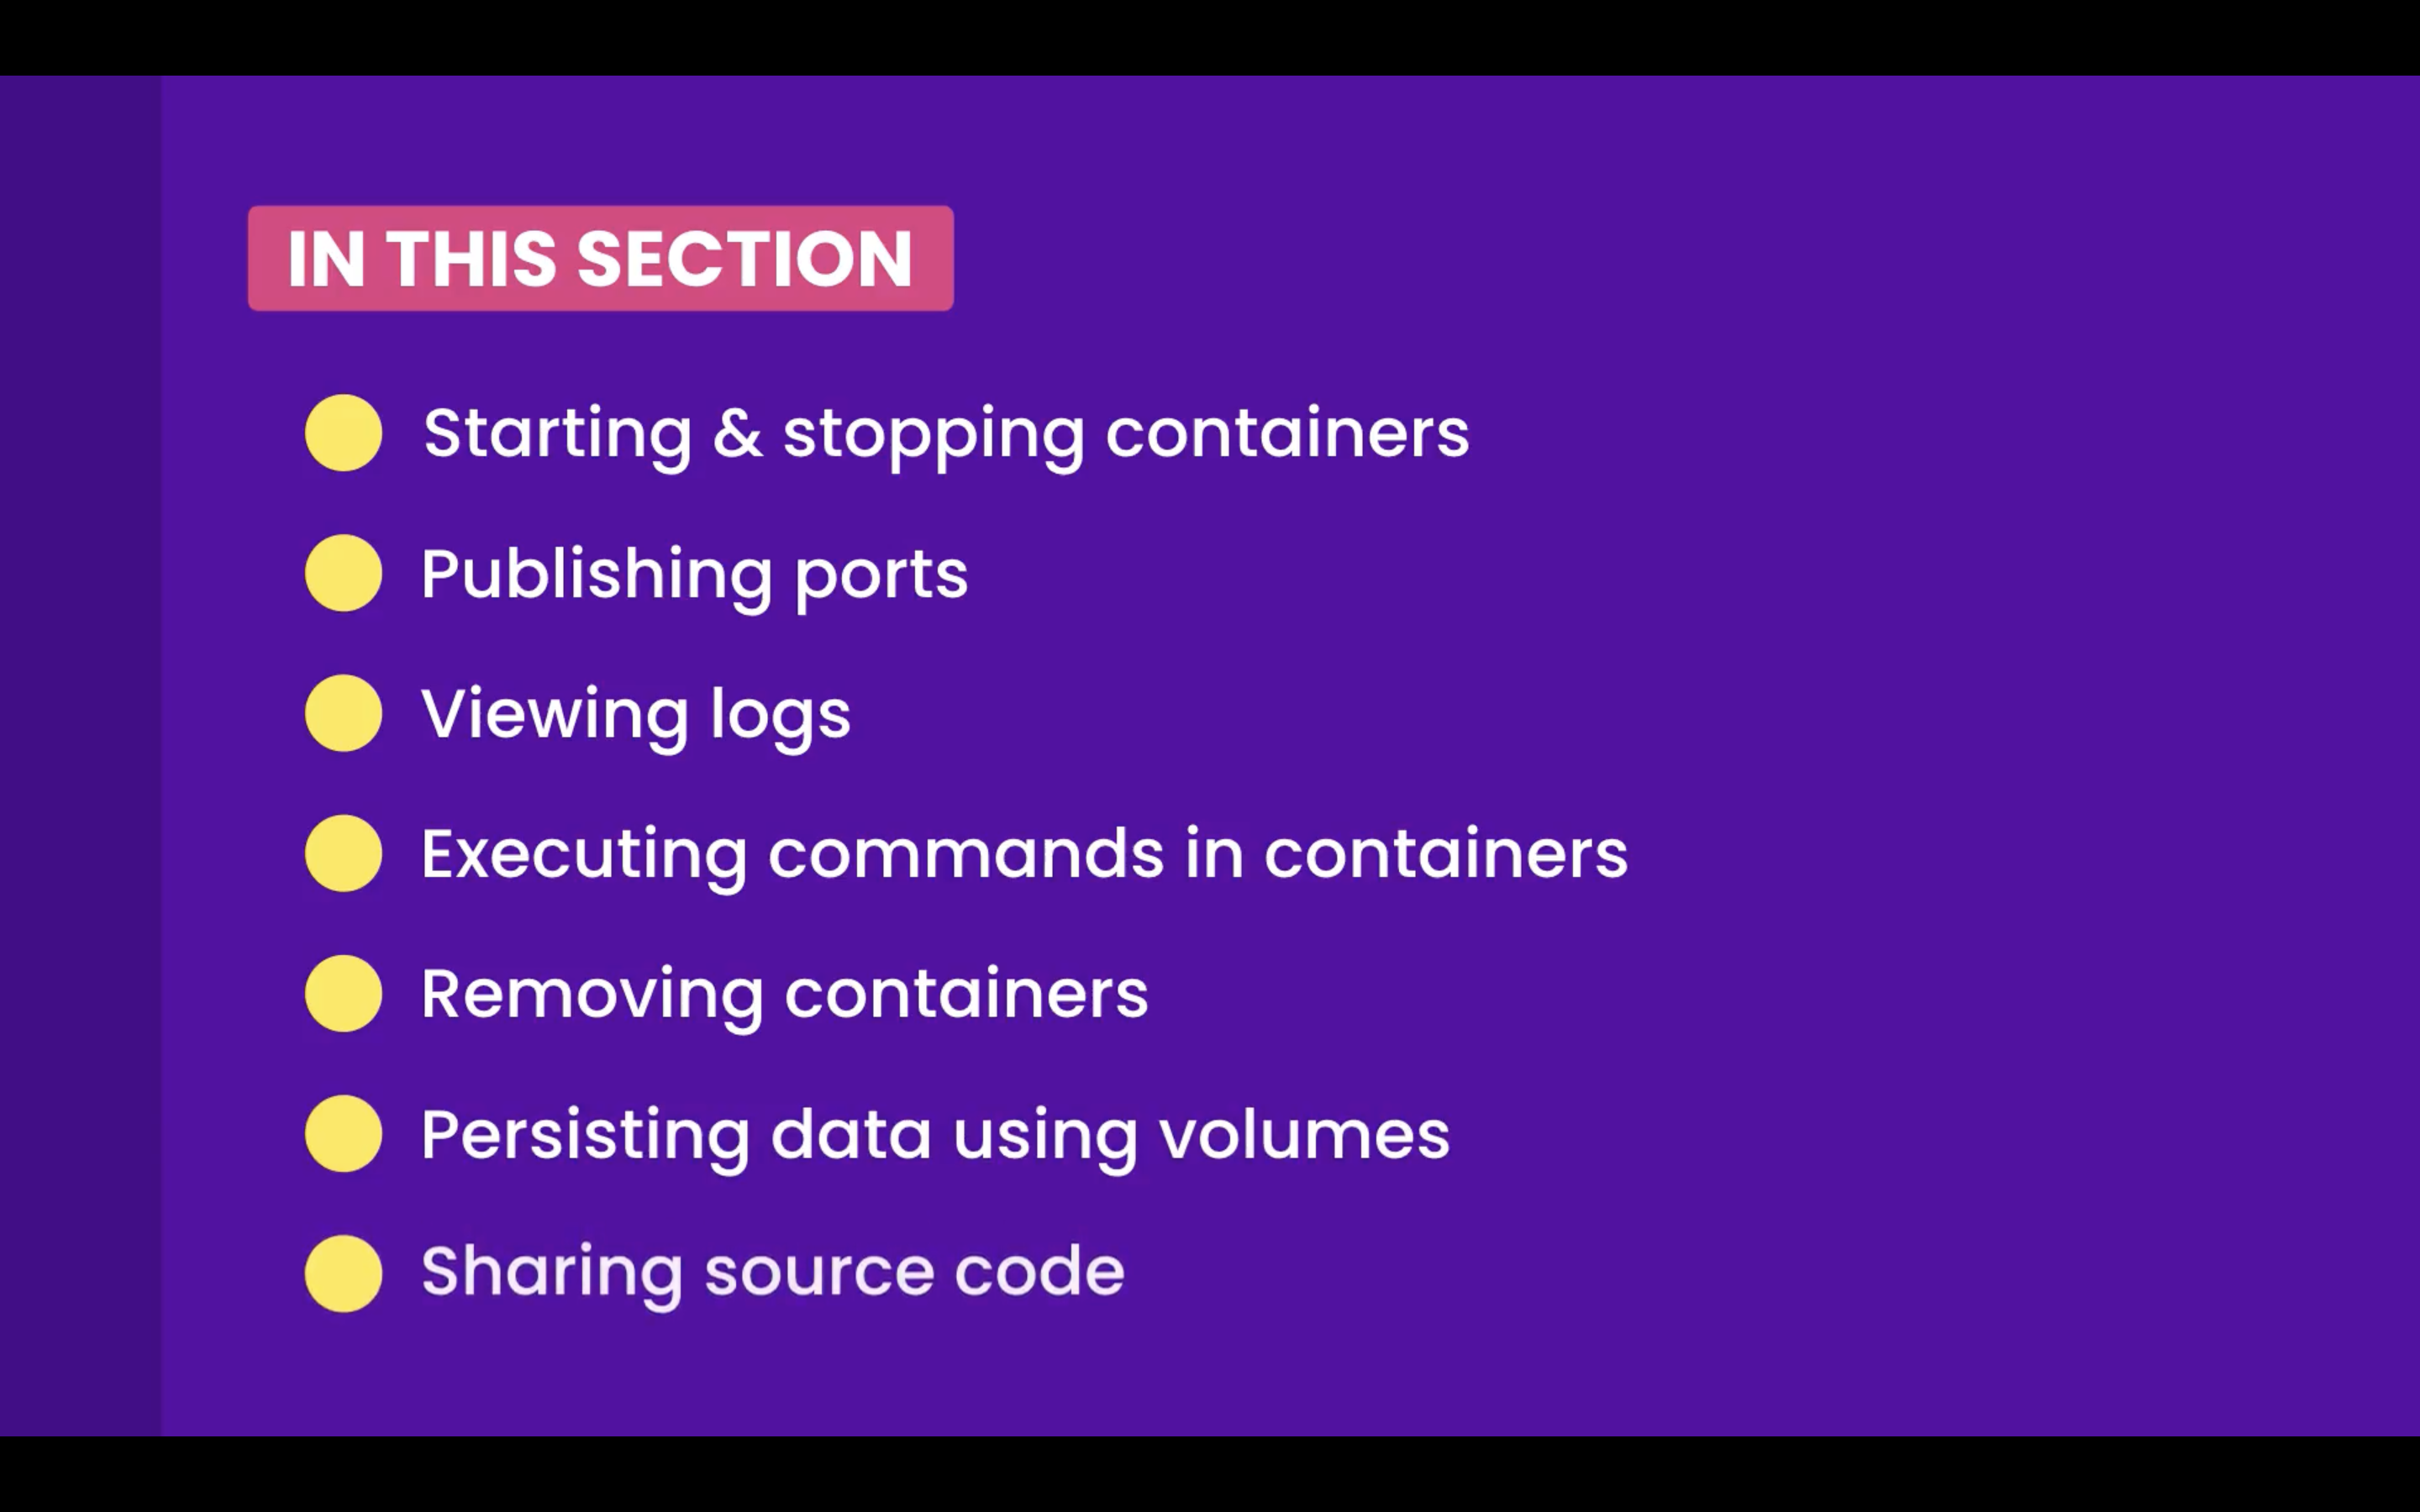 IN THIS SECTION
Starting & stopping containers
Publishing ports
Viewing logs
Executing commands in containers
Removing containers
Persisting data using volumes
Sharing source code